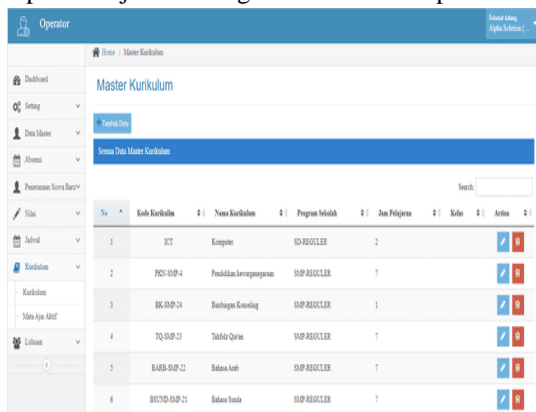 Operator
Selamat datang,
Alpha Solution (...
Home > Master Kurikulum
Dashboard
Master Kurikulum
Setting
Data Master
Tambah Data
Absensi
Semua Data Master Kurikulum
Penerimaan Siswa Baru
Search:
Nilai
No Kode Kurikulum Nama Kurikulum Program Sekolah Jam Pelajaran Kelas Action
Jadwal
1 ICT Komputer SD-REGULER 2
Kurikulum
2 PKN-SMP-4 Pendidikan kewarganegaraan SMP-REGULER 7
Kurikulum
3 BK-SMP-24 Bimbingan Konseling SMP-REGULER
Mata Ajar Aktif
4 TQ-SMP-23 Tahfidz Qur'an SMP-REGULER 7
Lulusan
5 BARB-SMP-22 Bahasa Arab SMP-REGULER 7
6 BSUND-SMP-21 Bahasa Sunda SMP-REGULER 7